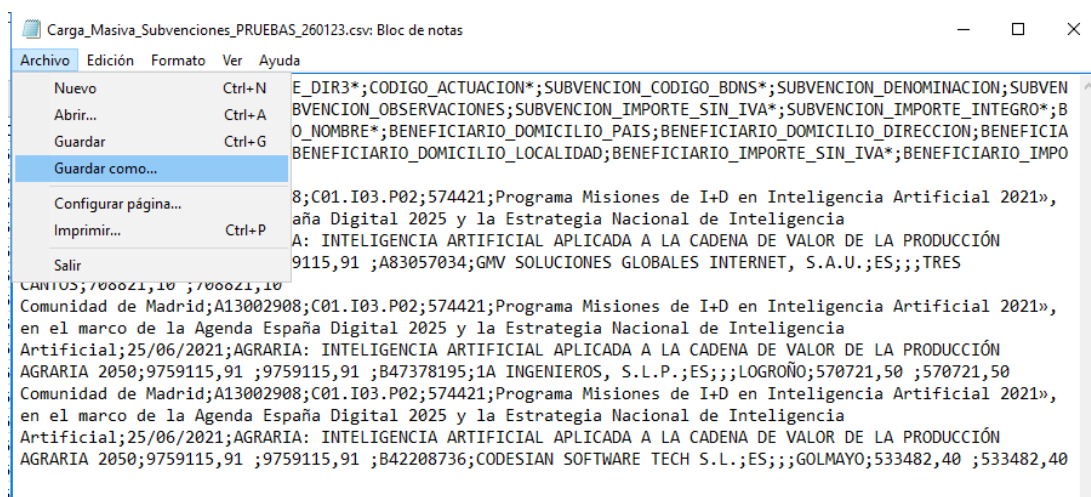 Carga_Masiva_Subvenciones_PRUEBAS_260123.csv: Bloc de notas
Archivo Edición Formato Ver Ayuda
Nuevo Ctrl+N
Abrir... Ctrl+A
Guardar Ctrl+G
Guardar como...
Configurar página...
Imprimir... Ctrl+P
Salir
E_DIR3*;CODIGO_ACTUACION*;SUBVENCION_CODIGO_BDNS*;SUBVENCION_DENOMINACION;SUBVEN
BVENCION_OBSERVACIONES;SUBVENCION_IMPORTE_SIN_IVA*;SUBVENCION_IMPORTE_INTEGRO*;B
O_NOMBRE*;BENEFICIARIO_DOMICILIO_PAIS;BENEFICIARIO_DOMICILIO_DIRECCION;BENEFICIA
BENEFICIARIO_DOMICILIO_LOCALIDAD;BENEFICIARIO_IMPORTE_SIN_IVA*;BENEFICIARIO_IMPO
8;C01.I03.P02;574421;Programa Misiones de I+D en Inteligencia Artificial 2021»,
aña Digital 2025 y la Estrategia Nacional de Inteligencia
A: INTELIGENCIA ARTIFICIAL APLICADA A LA CADENA DE VALOR DE LA PRODUCCIÓN
9115,91 ;A83057034;GMV SOLUCIONES GLOBALES INTERNET, S.A.U.;ES;;;TRES
CANTOS;708821,10 ;708821,10
Comunidad de Madrid;A13002908;C01.I03.P02;574421;Programa Misiones de I+D en Inteligencia Artificial 2021»,
en el marco de la Agenda España Digital 2025 y la Estrategia Nacional de Inteligencia
Artificial;25/06/2021;AGRARIA: INTELIGENCIA ARTIFICIAL APLICADA A LA CADENA DE VALOR DE LA PRODUCCIÓN
AGRARIA 2050;9759115,91 ;9759115,91 ;B47378195;1A INGENIEROS, S.L.P.;ES;;;LOGROÑO;570721,50 ;570721,50
Comunidad de Madrid;A13002908;C01.I03.P02;574421;Programa Misiones de I+D en Inteligencia Artificial 2021»,
en el marco de la Agenda España Digital 2025 y la Estrategia Nacional de Inteligencia
Artificial;25/06/2021;AGRARIA: INTELIGENCIA ARTIFICIAL APLICADA A LA CADENA DE VALOR DE LA PRODUCCIÓN
AGRARIA 2050;9759115,91 ;9759115,91 ;B42208736;CODESIAN SOFTWARE TECH S.L.;ES;;;GOLMAYO;533482,40 ;533482,40